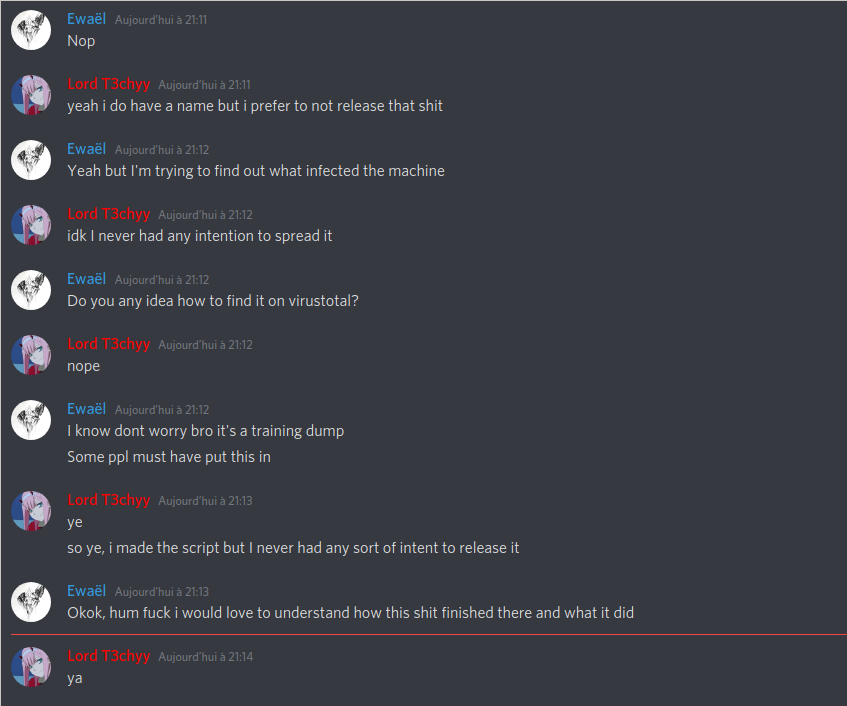 Ewaël Aujourd'hui à 21:11
Nop
Lord T3chyy Aujourd'hui à 21:11
yeah i do have a name but i prefer to not release that shit
Ewaël Aujourd'hui à 21:12
Yeah but I'm trying to find out what infected the machine
Lord T3chyy Aujourd'hui à 21:12
idk I never had any intention to spread it
Ewaël Aujourd'hui à 21:12
Do you any idea how to find it on virustotal?
Lord T3chyy Aujourd'hui à 21:12
nope
Ewaël Aujourd'hui à 21:12
I know dont worry bro it's a training dump
Some ppl must have put this in
Lord T3chyy Aujourd'hui à 21:13
ye
so ye, i made the script but I never had any sort of intent to release it
Ewaël Aujourd'hui à 21:13
Okok, hum fuck i would love to understand how this shit finished there and what it did
Lord T3chyy Aujourd'hui à 21:14
ya